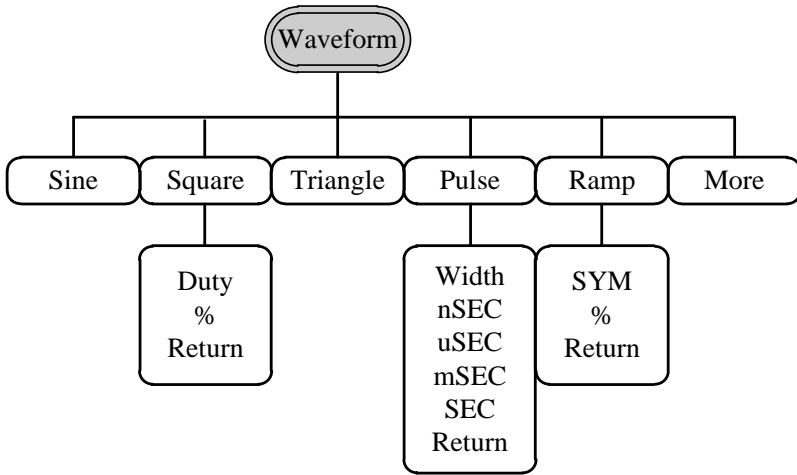 Waveform
Sine
Square
Triangle
Pulse
Ramp
More
Duty
%
Return
Width
nSEC
uSEC
mSEC
SEC
Return
SYM
%
Return